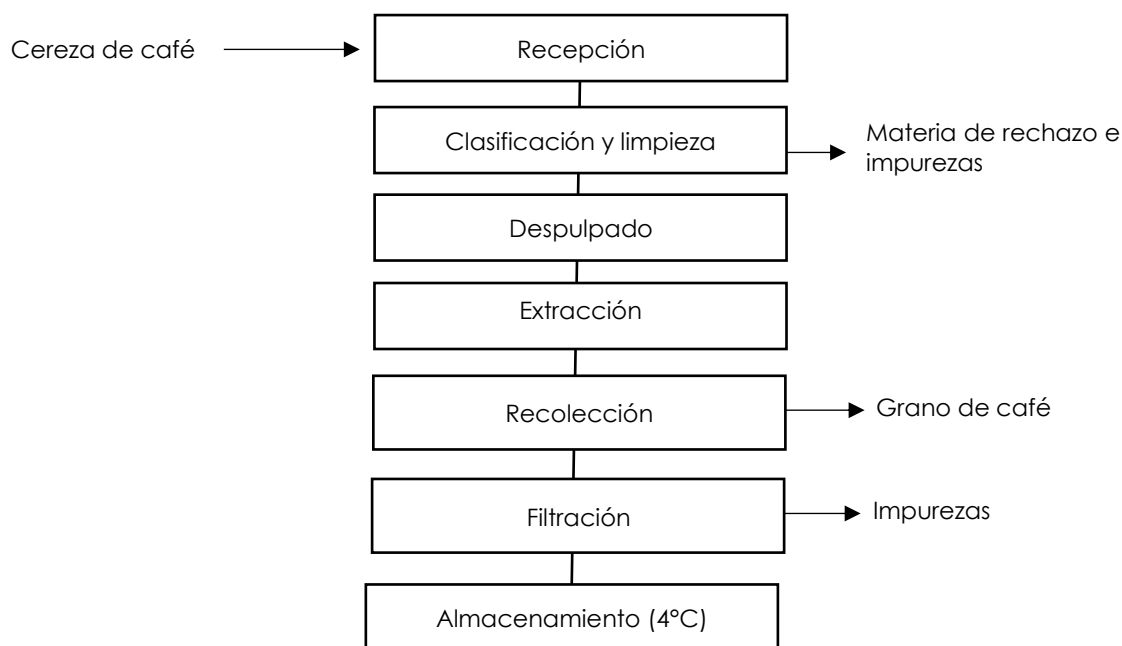 Cereza de café
Recepción
Clasificación y limpieza
Materia de rechazo e
impurezas
Despulpado
Extracción
Recolección
Grano de café
Filtración
Impurezas
Almacenamiento (4°C)